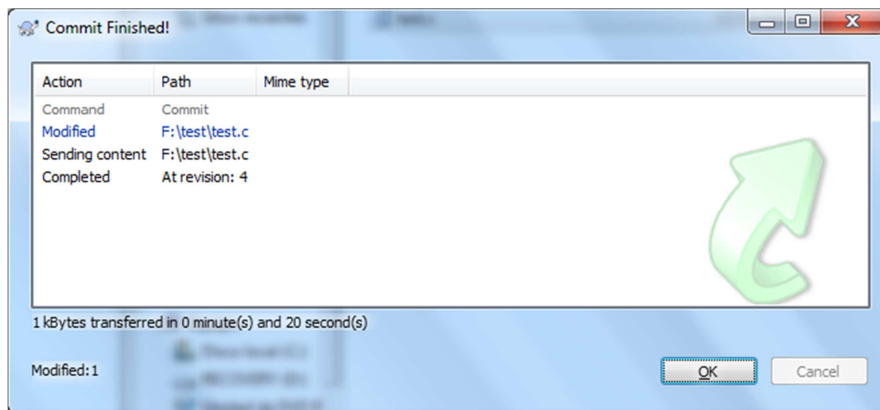 Commit Finished!
Action Path Mime type
Command Commit
Modified F:\test\test.c
Sending content F:\test\test.c
Completed At revision: 4
1 kBytes transferred in 0 minute(s) and 20 second(s)
Modified:1
OK Cancel